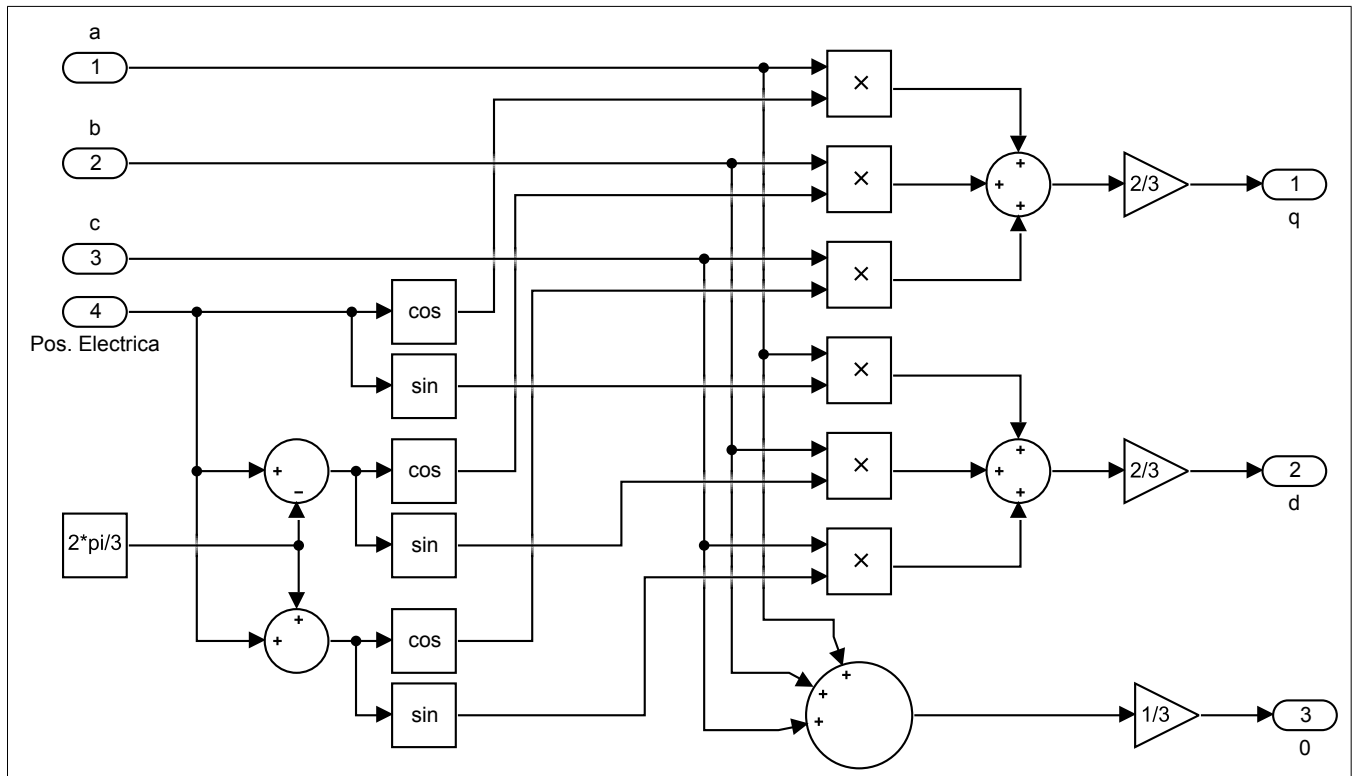 a
1
×
b
+
2
×
+
2/3
1
+
q
c
3
×
4
cos
Pos. Electrica
×
sin
+
cos
+
×
+
2/3
2
−
+
d
2*pi/3
sin
×
+
cos
+
+
+
sin
+
1/3
3
0